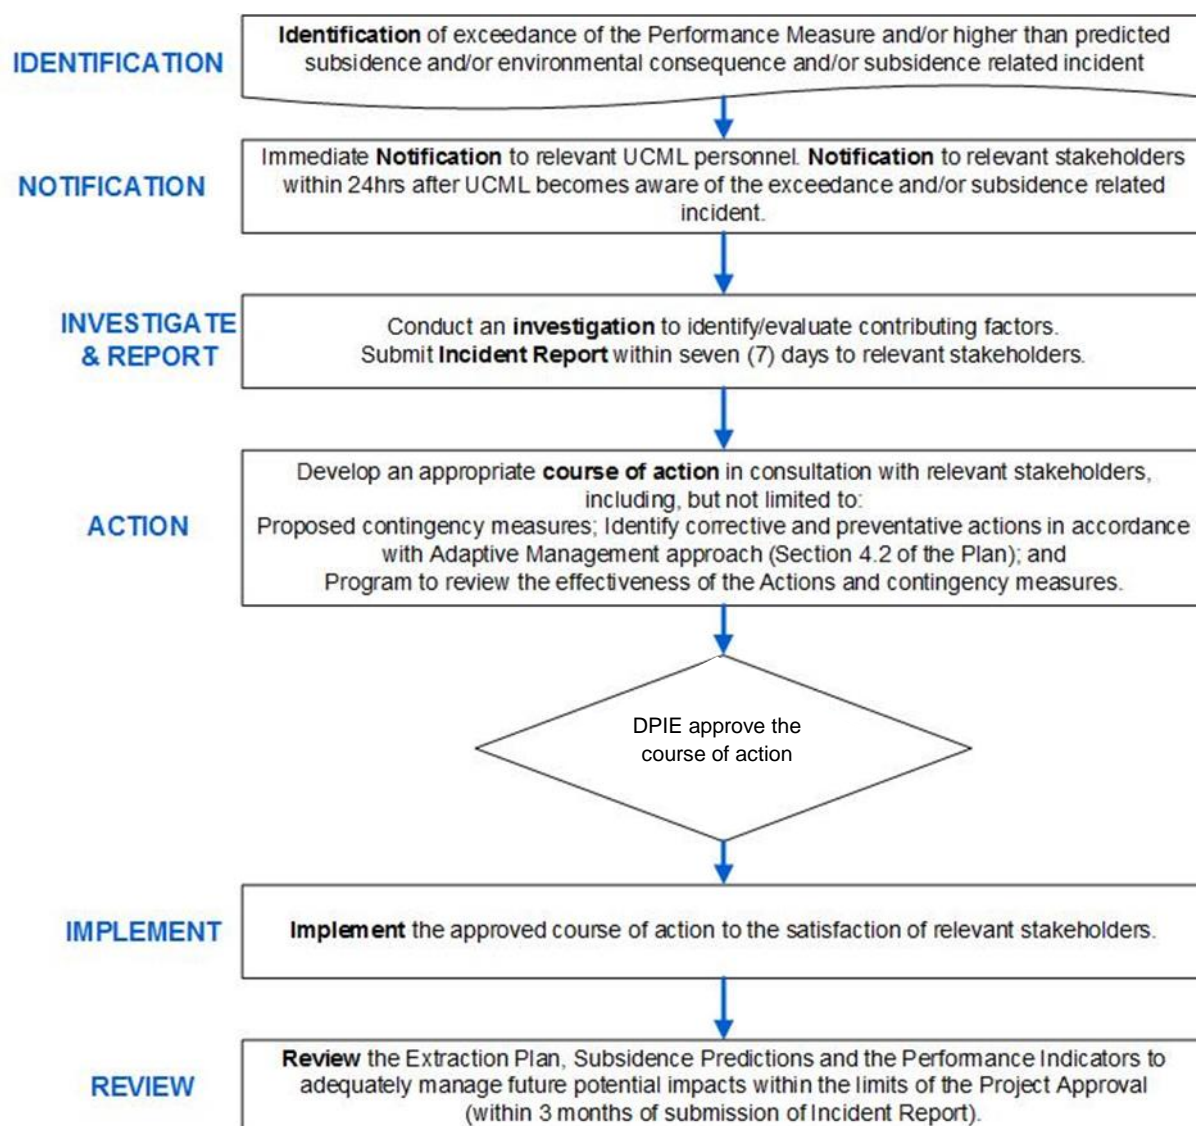 IDENTIFICATION
Identification of exceedance of the Performance Measure and/or higher than predicted
subsidence and/or environmental consequence and/or subsidence related incident
NOTIFICATION
Immediate Notification to relevant UCML personnel. Notification to relevant stakeholders
within 24hrs after UCML becomes aware of the exceedance and/or subsidence related
incident.
INVESTIGATE
& REPORT
Conduct an investigation to identify/evaluate contributing factors.
Submit Incident Report within seven (7) days to relevant stakeholders.
ACTION
Develop an appropriate course of action in consultation with relevant stakeholders,
including, but not limited to:
Proposed contingency measures; Identify corrective and preventative actions in accordance
with Adaptive Management approach (Section 4.2 of the Plan); and
Program to review the effectiveness of the Actions and contingency measures.
DPIE approve the
course of action
IMPLEMENT
Implement the approved course of action to the satisfaction of relevant stakeholders.
REVIEW
Review the Extraction Plan, Subsidence Predictions and the Performance Indicators to
adequately manage future potential impacts within the limits of the Project Approval
(within 3 months of submission of Incident Report).